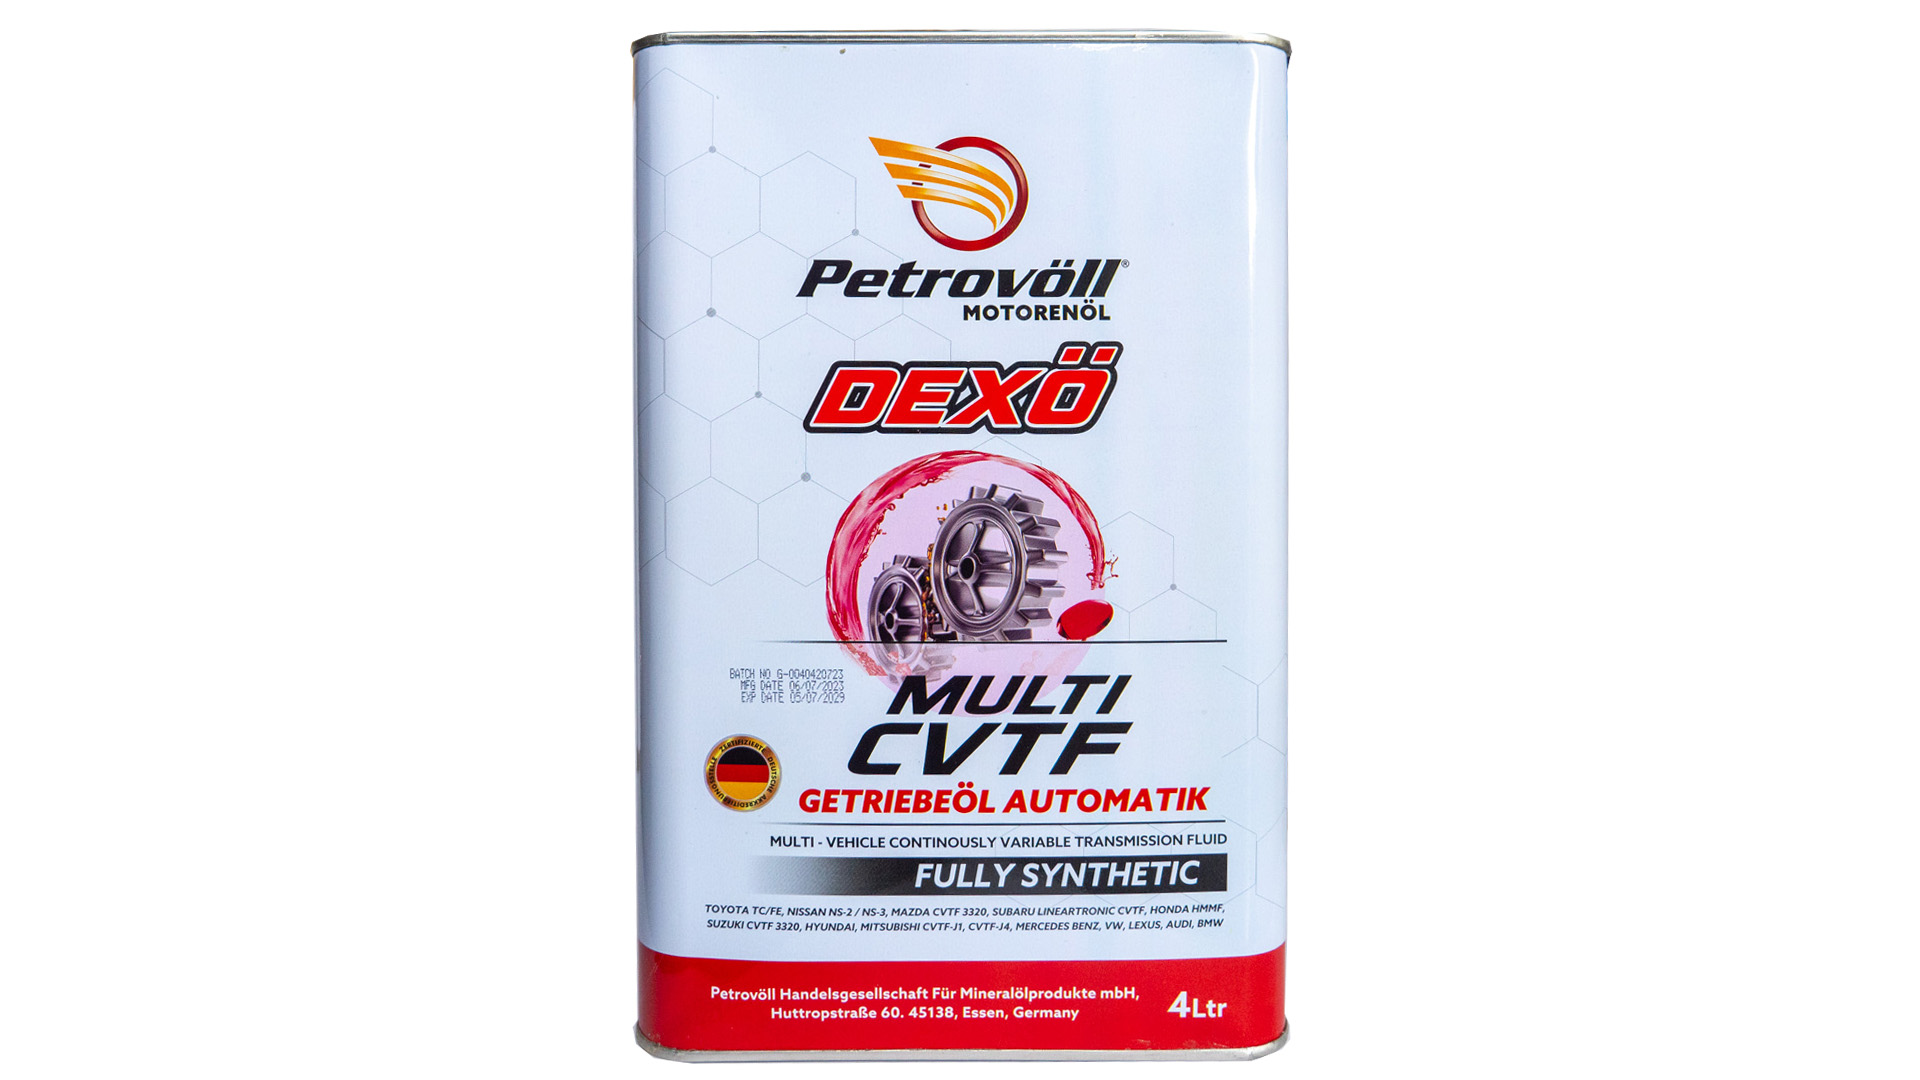 Petrovöll®
MOTORENÖL
DEXÖ
BATCH NO G-0040420723
MFG DATE 06/07/2023
EXP DATE 05/07/2029
MULTI
CVTF
ZERTIFIZIERTE DEUTSCHE AKKREDITIERUNGSSTELLE
GETRIEBEÖL AUTOMATIK
MULTI - VEHICLE CONTINOUSLY VARIABLE TRANSMISSION FLUID
FULLY SYNTHETIC
TOYOTA TC/FE, NISSAN NS-2 / NS-3, MAZDA CVTF 3320, SUBARU LINEARTRONIC CVTF, HONDA HMMF,
SUZUKI CVTF 3320, HYUNDAI, MITSUBISHI CVTF-J1, CVTF-J4, MERCEDES BENZ, VW, LEXUS, AUDI, BMW
Petrovöll Handelsgesellschaft Für Mineralölprodukte mbH,
Huttropstraße 60. 45138, Essen, Germany
4Ltr